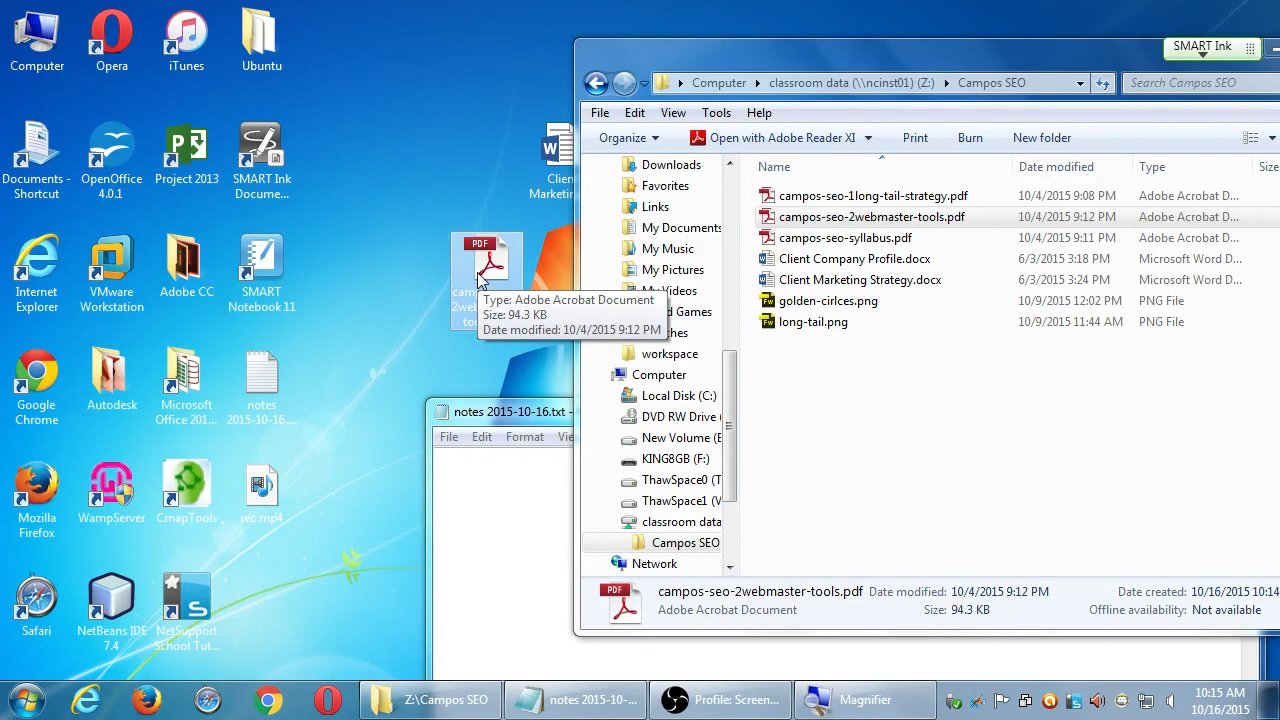 Computer
Opera
iTunes
Ubuntu
Documents -
Shortcut
OpenOffice
4.0.1
Project 2013
SMART Ink
Docume...
Internet
Explorer
VMware
Workstation
Adobe CC
SMART
Notebook 11
Google
Chrome
Autodesk
Microsoft
Office 201...
notes
2015-10-16....
Mozilla
Firefox
WampServer
CmapTools
rec.mp4
Safari
NetBeans IDE
7.4
NetSupport
School Tut...
Client
Marketing
PDF
Type: Adobe Acrobat Document
Size: 94.3 KB
Date modified: 10/4/2015 9:12 PM
notes 2015-10-16.txt -
File Edit Format
SMART Ink
Computer classroom data (\\ncinst01) (Z:) Campos SEO
Search Campos SEO
File Edit View Tools Help
Organize Open with Adobe Reader XI Print Burn New folder
Downloads
Favorites
Links
My Documents
My Music
My Pictures
My Videos
workspace
Computer
Local Disk (C:)
DVD RW Drive
New Volume (E
KING8GB (F:)
ThawSpace0 (T
ThawSpace1 (V
classroom data
Campos SEO
Network
Name Date modified Type Size
campos-seo-1long-tail-strategy.pdf 10/4/2015 9:08 PM Adobe Acrobat D...
campos-seo-2webmaster-tools.pdf 10/4/2015 9:12 PM Adobe Acrobat D...
campos-seo-syllabus.pdf 10/4/2015 9:11 PM Adobe Acrobat D...
Client Company Profile.docx 6/3/2015 3:18 PM Microsoft Word D...
Client Marketing Strategy.docx 6/3/2015 3:24 PM Microsoft Word D...
golden-circes.png 10/9/2015 12:02 PM PNG File
long-tail.png 10/9/2015 11:44 AM PNG File
PDF
campos-seo-2webmaster-tools.pdf Date modified: 10/4/2015 9:12 PM Date created: 10/16/2015 10:14
Adobe Acrobat Document Size: 94.3 KB Offline availability: Not available
Z:\Campos SEO
notes 2015-10-...
Profile: Screen...
Magnifier
10:15 AM
10/16/2015